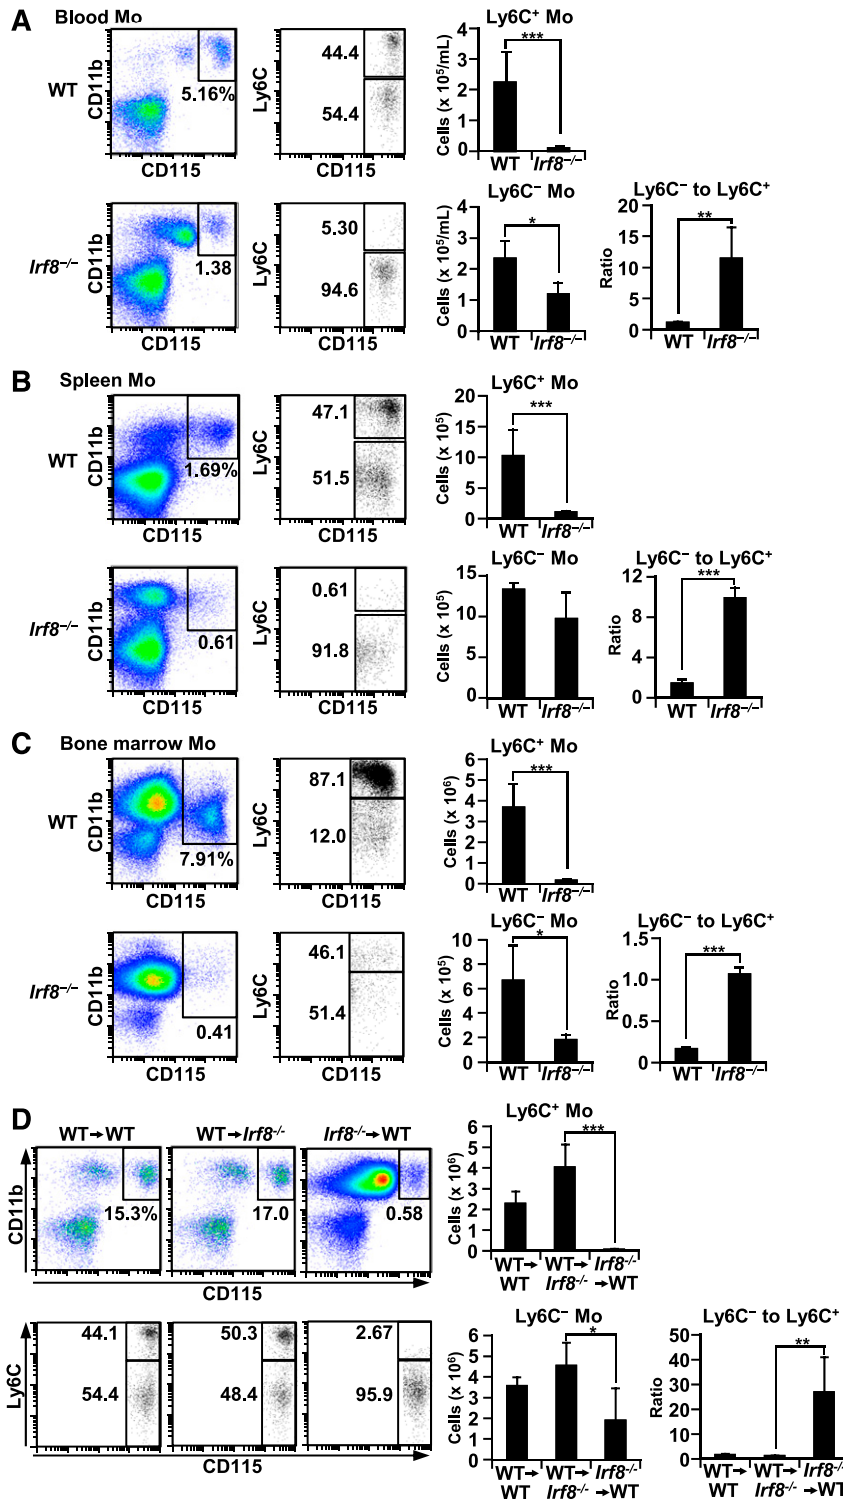 A
Blood Mo
WT
CD11b
5.16%
CD115
Ly6C
44.4
54.4
CD115
Ly6C⁺ Mo
Cells (x 10⁵/mL)
4
3
2
1
0
***
WT Irf8⁻/⁻
Irf8⁻/⁻
CD11b
1.38
CD115
Ly6C
5.30
94.6
CD115
Ly6C⁻ Mo
Cells (x 10⁵/mL)
4
3
2
1
0
*
WT Irf8⁻/⁻
Ly6C⁻ to Ly6C⁺
Ratio
20
15
10
5
0
**
WT Irf8⁻/⁻
B
Spleen Mo
WT
CD11b
1.69%
CD115
Ly6C
47.1
51.5
CD115
Ly6C⁺ Mo
Cells (x 10⁵)
20
15
10
5
0
***
WT Irf8⁻/⁻
Irf8⁻/⁻
CD11b
0.61
CD115
Ly6C
0.61
91.8
CD115
Ly6C⁻ Mo
Cells (x 10⁵)
15
10
5
0
WT Irf8⁻/⁻
Ly6C⁻ to Ly6C⁺
Ratio
12
8
4
0
***
WT Irf8⁻/⁻
C
Bone marrow Mo
WT
CD11b
7.91%
CD115
Ly6C
87.1
12.0
CD115
Ly6C⁺ Mo
Cells (x 10⁶)
6
5
4
3
2
1
0
***
WT Irf8⁻/⁻
Irf8⁻/⁻
CD11b
0.41
CD115
Ly6C
46.1
51.4
CD115
Ly6C⁻ Mo
Cells (x 10⁵)
10
8
6
4
2
0
*
WT Irf8⁻/⁻
Ly6C⁻ to Ly6C⁺
Ratio
1.5
1.0
0.5
0.0
***
WT Irf8⁻/⁻
D
WT→WT
WT→Irf8⁻/⁻
Irf8⁻/⁻→WT
CD11b
15.3%
17.0
0.58
CD115
Ly6C⁺ Mo
Cells (x 10⁶)
6
5
4
3
2
1
0
***
WT→ WT→ Irf8⁻/⁻
WT Irf8⁻/⁻ →WT
Ly6C
44.1
54.4
50.3
48.4
2.67
95.9
CD115
Ly6C⁻ Mo
Cells (x 10⁶)
6
5
4
3
2
1
0
*
WT→ WT→ Irf8⁻/⁻
WT Irf8⁻/⁻ →WT
Ly6C⁻ to Ly6C⁺
Ratio
50
40
30
20
10
0
**
WT→ WT→ Irf8⁻/⁻
WT Irf8⁻/⁻ →WT